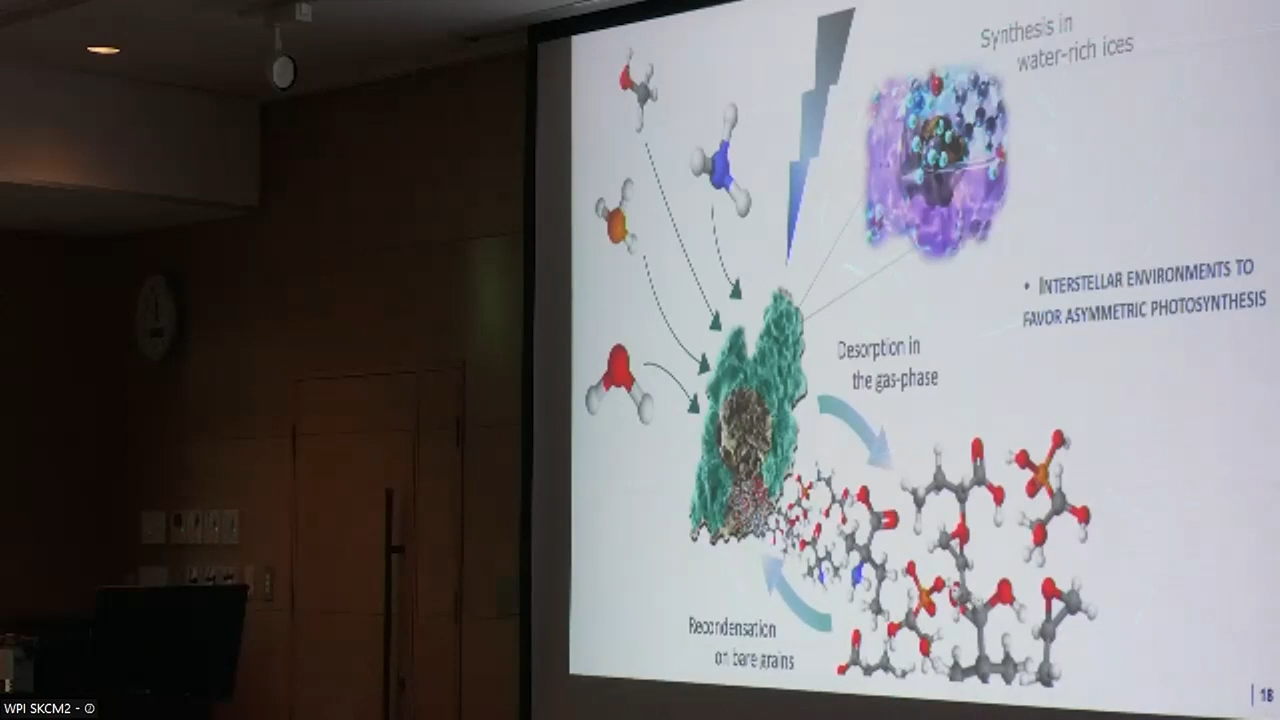 Synthesis in
water-rich ices
• INTERSTELLAR ENVIRONMENTS TO
FAVOR ASYMMETRIC PHOTOSYNTHESIS
Desorption in
the gas-phase
Recondensation
on bare grains
18
WPI SKCM2 -